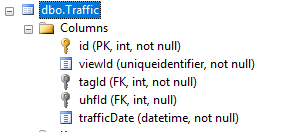 dbo.Traffic
Columns
id (PK, int, not null)
viewId (uniqueidentifier, not null)
tagId (FK, int, not null)
uhfId (FK, int, null)
trafficDate (datetime, not null)